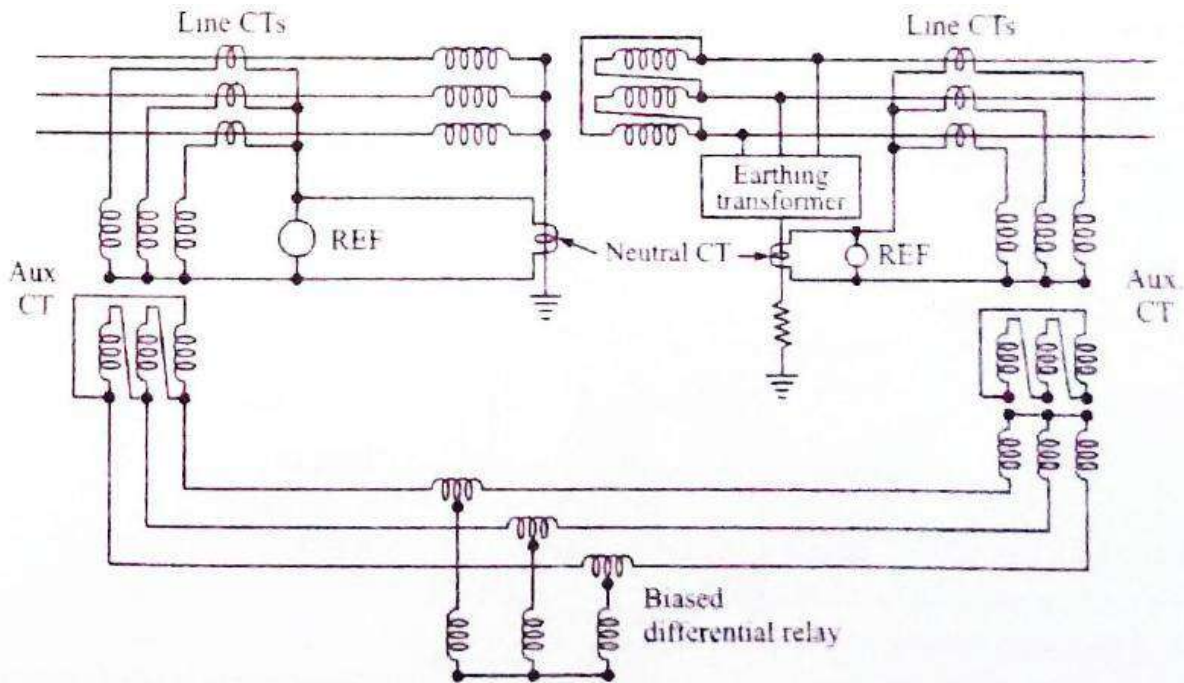 Line CTs
Line CTs
Earthing
transformer
REF
Neutral CT
REF
Aux
CT
Aux.
CT
Biased
differential relay